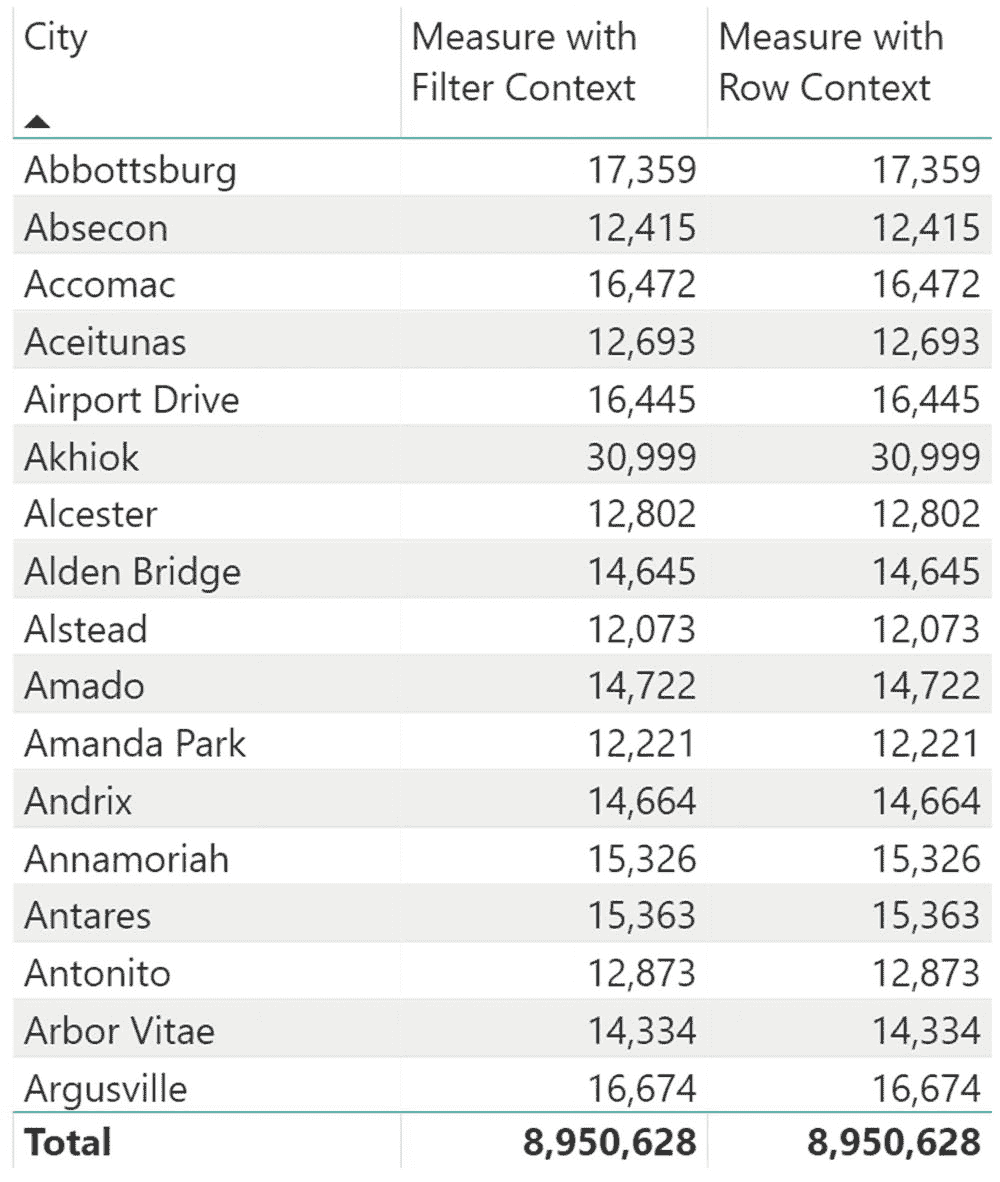 City Measure with Measure with
Filter Context Row Context
Abbottsburg 17,359 17,359
Absecon 12,415 12,415
Accomac 16,472 16,472
Aceitunas 12,693 12,693
Airport Drive 16,445 16,445
Akhiok 30,999 30,999
Alcester 12,802 12,802
Alden Bridge 14,645 14,645
Alstead 12,073 12,073
Amado 14,722 14,722
Amanda Park 12,221 12,221
Andrix 14,664 14,664
Annamoriah 15,326 15,326
Antares 15,363 15,363
Antonito 12,873 12,873
Arbor Vitae 14,334 14,334
Argusville 16,674 16,674
Total 8,950,628 8,950,628